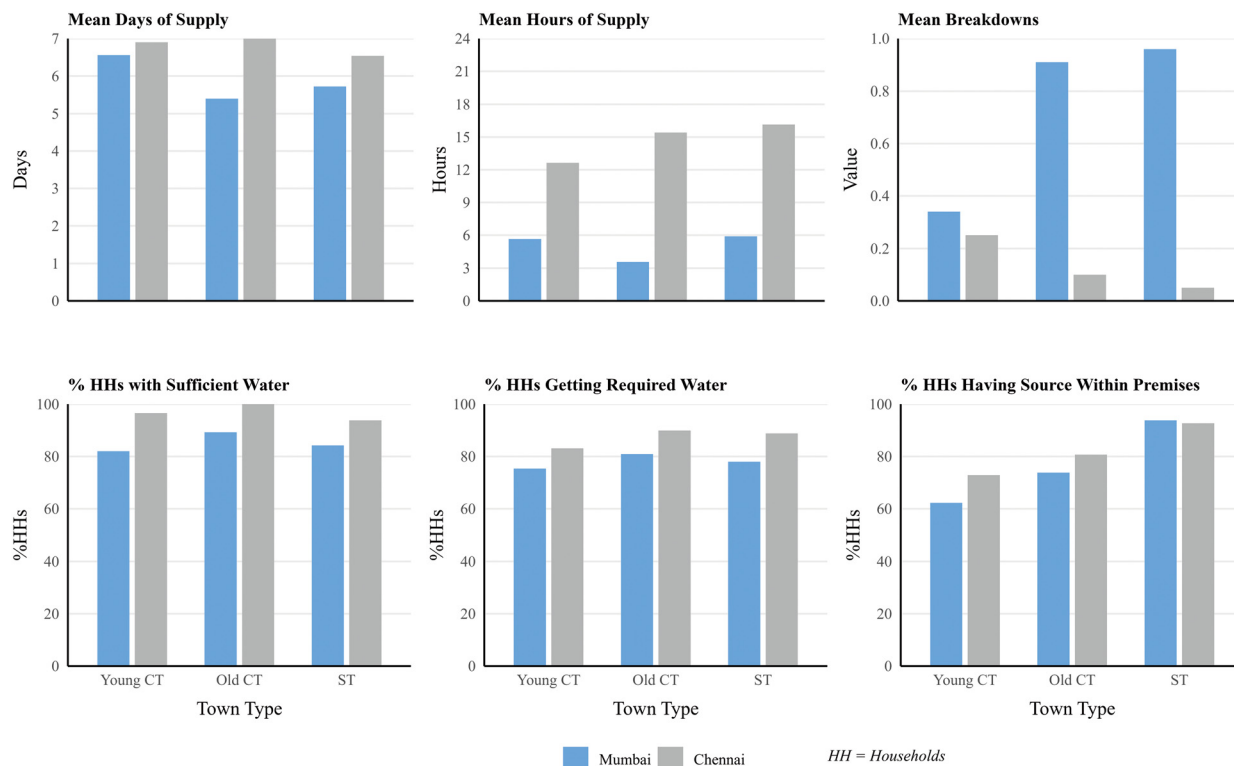 Mean Days of Supply
7
6
5
4
3
2
1
0
Days
Mean Hours of Supply
24
21
18
15
12
9
6
3
0
Hours
Mean Breakdowns
1.0
0.8
0.6
0.4
0.2
0.0
Value
% HHs with Sufficient Water
100
80
60
40
20
0
%HHs
Young CT Old CT ST
Town Type
% HHs Getting Required Water
100
80
60
40
20
0
%HHs
Young CT Old CT ST
Town Type
% HHs Having Source Within Premises
100
80
60
40
20
0
%HHs
Young CT Old CT ST
Town Type
Mumbai Chennai HH = Households